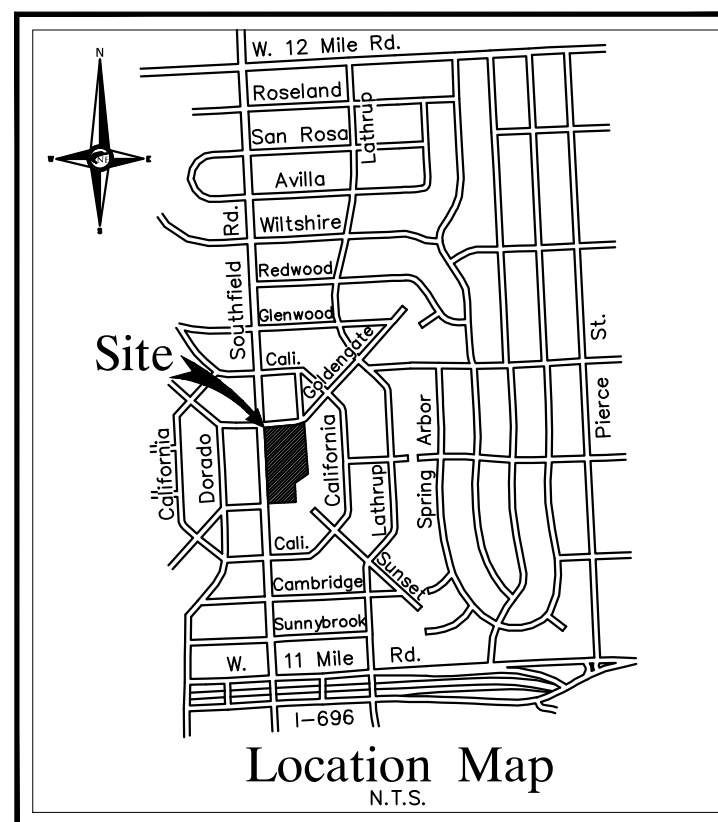 N
W. 12 Mile Rd.
Roseland
Lathrup
San Rosa
W
NF
E
Avilla
S
Rd.
Wiltshire
Southfield
Redwood
Glenwood
St.
Site
Cali.
Goldengate
Pierce
California
Dorado
California
Lathrup
Spring Arbor
Cali.
Sunset
Cambridge
Sunnybrook
W. 11 Mile Rd.
I-696
Location Map
N.T.S.